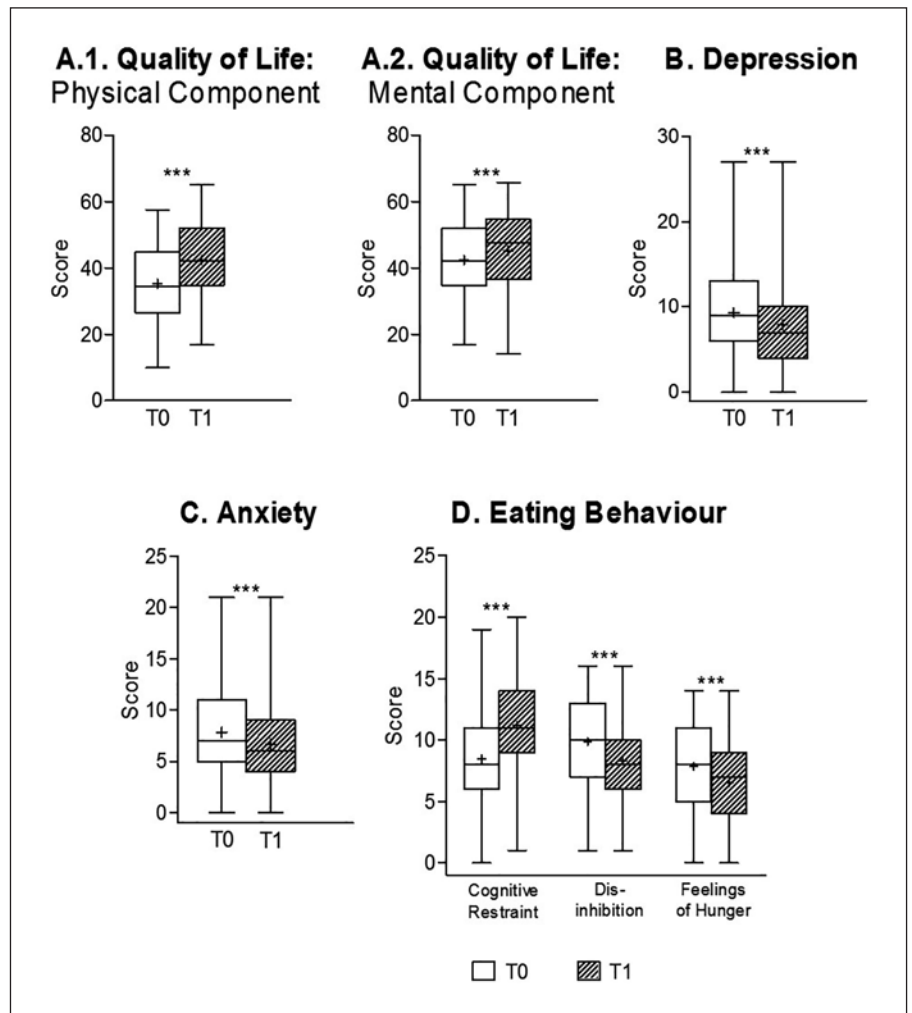 A.1. Quality of Life:
Physical Component
80
60
40
20
0
Score
***
T0 T1
A.2. Quality of Life:
Mental Component
80
60
40
20
0
Score
***
T0 T1
B. Depression
30
20
10
0
Score
***
T0 T1
C. Anxiety
25
20
15
10
5
0
Score
***
T0 T1
D. Eating Behaviour
25
20
15
10
5
0
Score
***
***
***
Cognitive
Restraint
Dis-
inhibition
Feelings
of Hunger
T0 T1